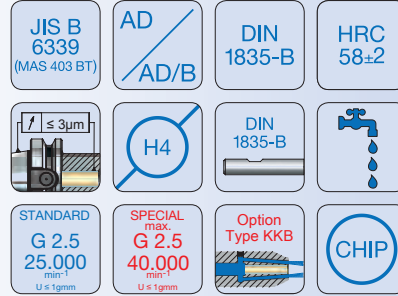 JIS B
6339
(MAS 403 BT)
AD
AD/B
DIN
1835-B
HRC
58±2
≤ 3µm
H4
DIN
1835-B
STANDARD
G 2.5
25.000
min⁻¹
U ≤ 1gmm
SPECIAL
max.
G 2.5
40.000
min⁻¹
U ≤ 1gmm
Option
Type KKB
CHIP